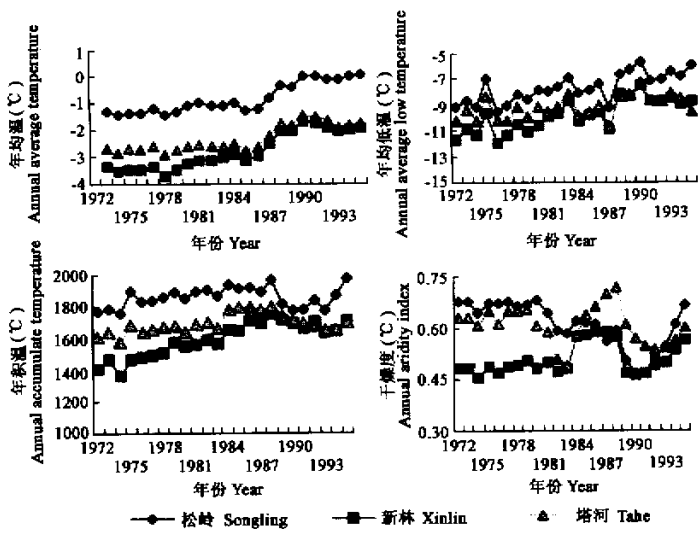 年均温(℃)
Annual average temperature
1
0
-1
-2
-3
-4
1972 1978 1984 1990
1975 1981 1987 1993
年份 Year
年均低温(℃)
Annual average low temperature
-5
-7
-9
-11
-13
-15
1972 1978 1984 1990
1975 1981 1987 1993
年份 Year
年积温(℃)
Annual accumulate temperature
2000
1800
1600
1400
1200
1000
1972 1978 1984 1990
1975 1981 1987 1993
年份 Year
干燥度(℃)
Annual aridity index
0.75
0.60
0.45
0.30
1972 1978 1984 1990
1975 1981 1987 1993
年份 Year
松岭 Songling 新林 Xinlin 塔河 Tahe